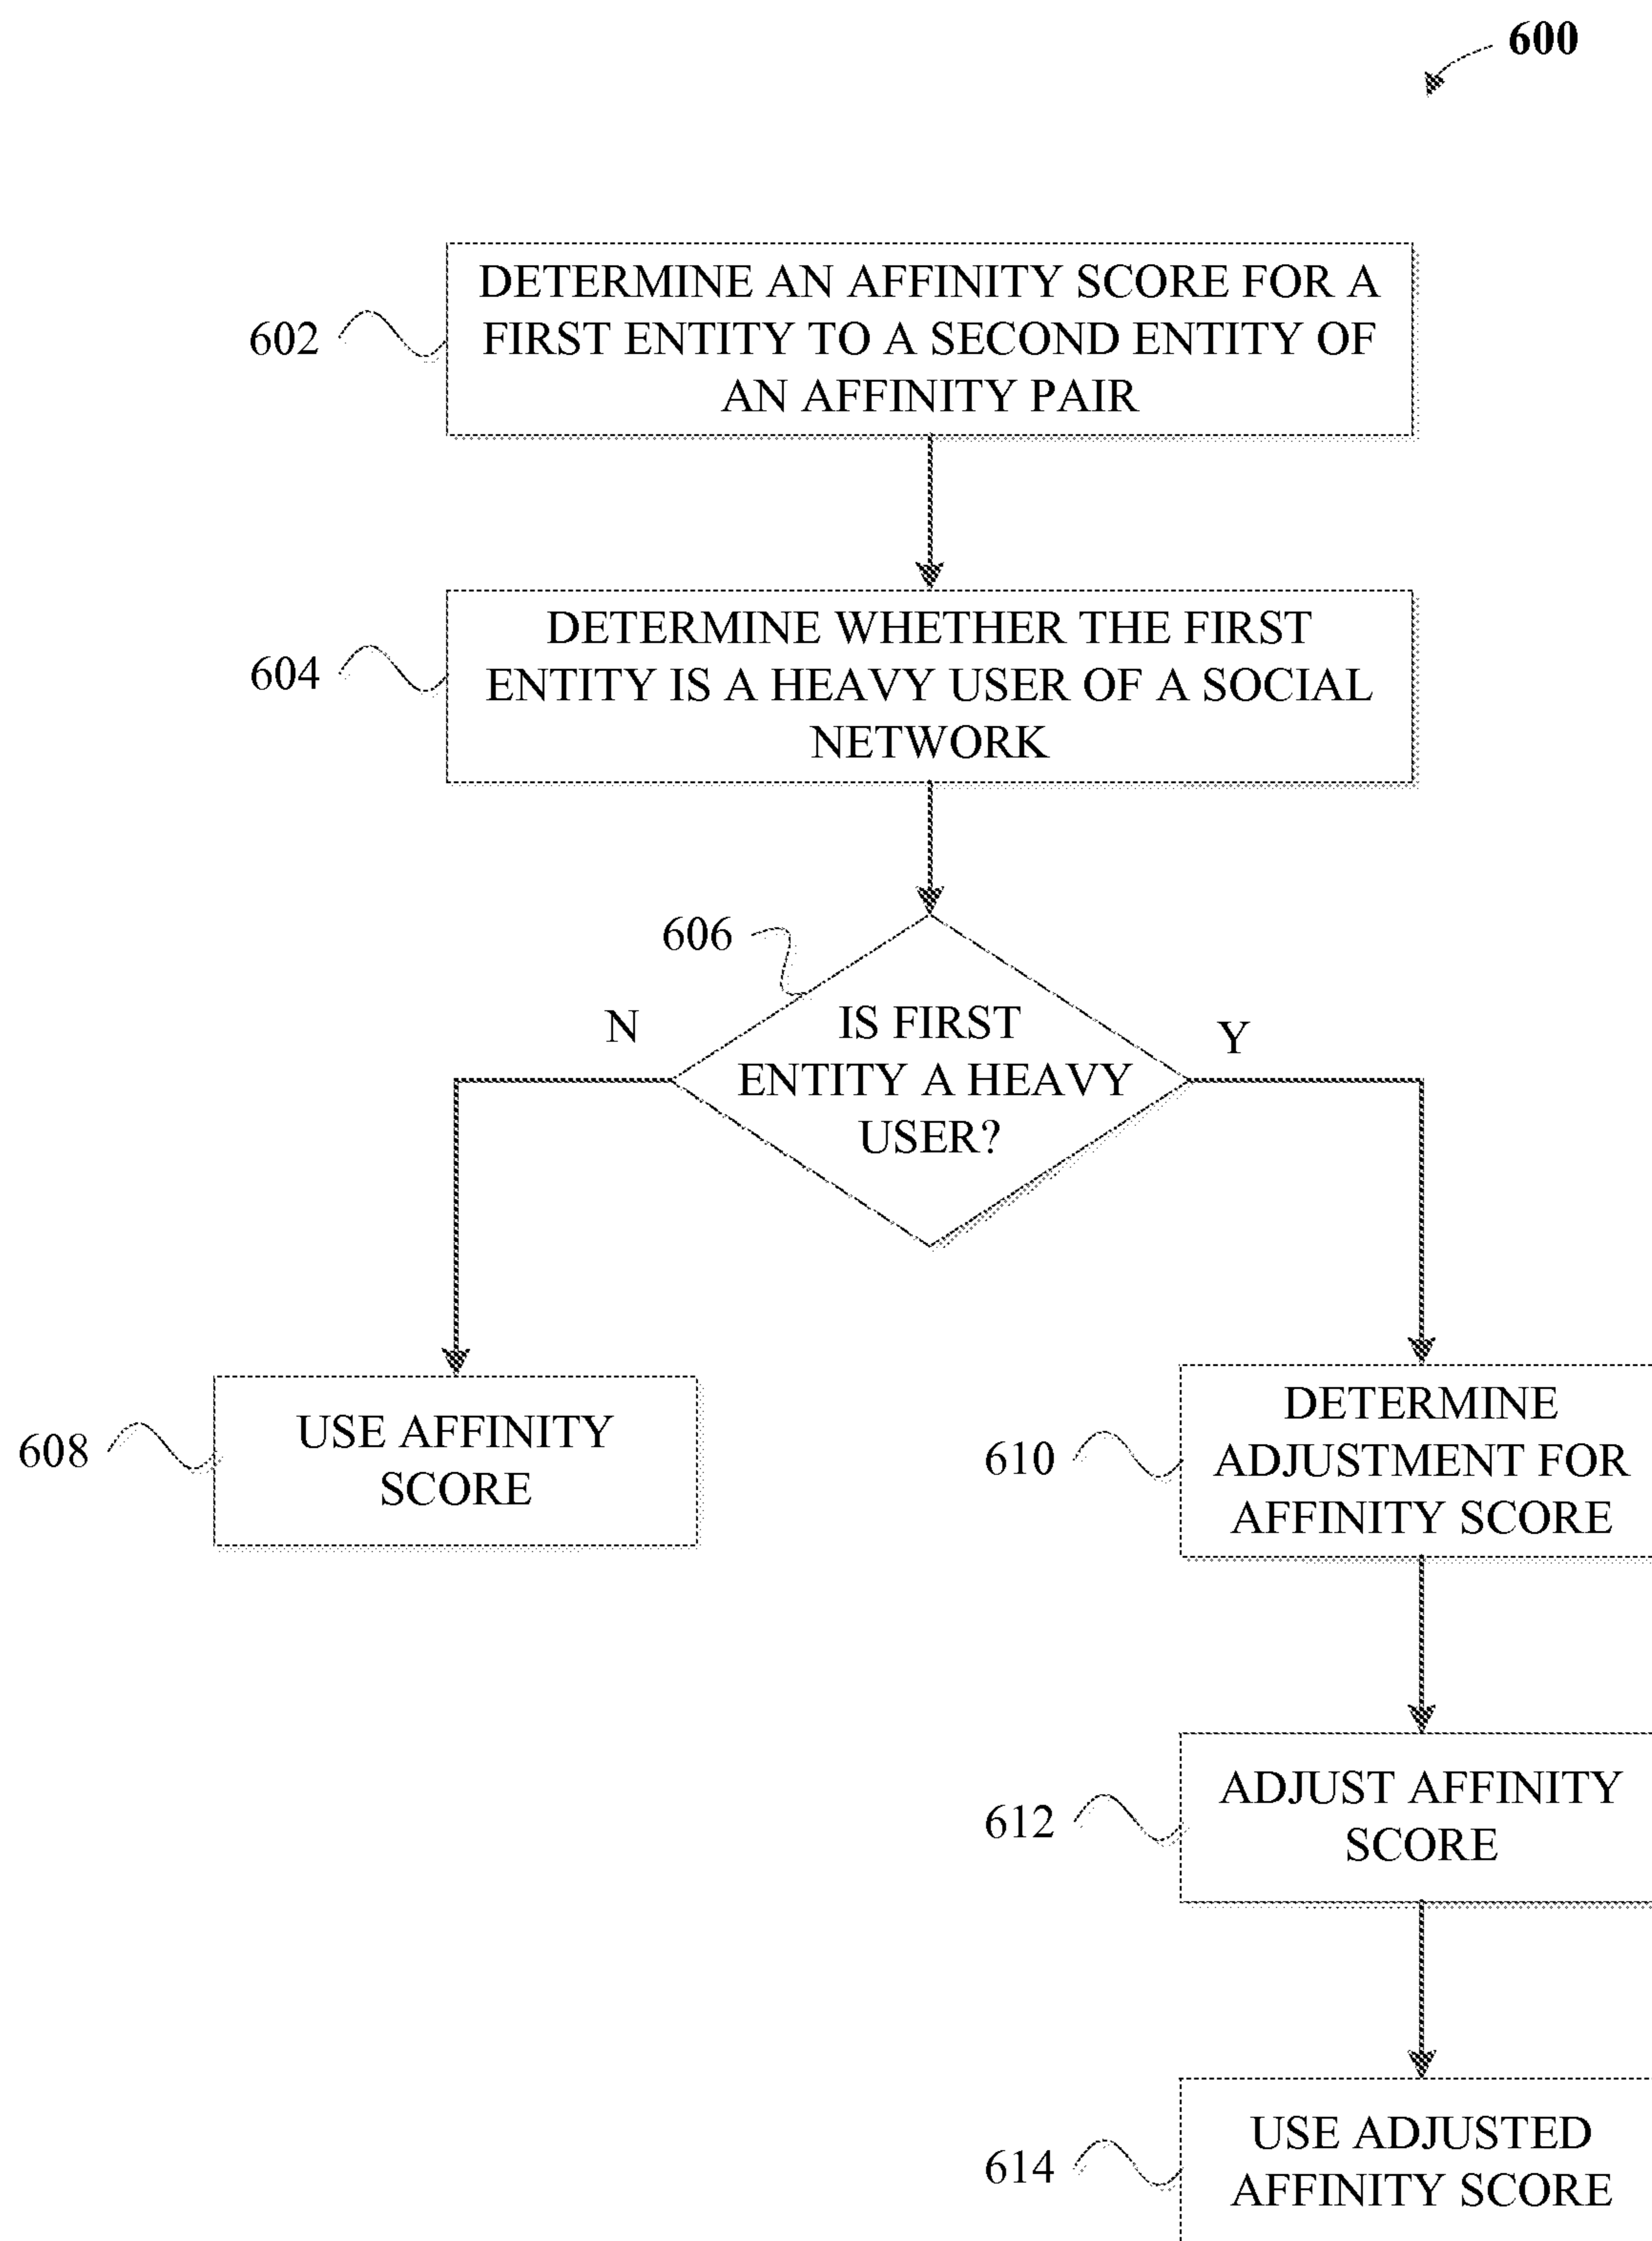 600
DETERMINE AN AFFINITY SCORE FOR A
FIRST ENTITY TO A SECOND ENTITY OF
AN AFFINITY PAIR
602
DETERMINE WHETHER THE FIRST
ENTITY IS A HEAVY USER OF A SOCIAL
NETWORK
604
606
IS FIRST
ENTITY A HEAVY
USER?
N
Y
USE AFFINITY
SCORE
608
DETERMINE
ADJUSTMENT FOR
AFFINITY SCORE
610
ADJUST AFFINITY
SCORE
612
USE ADJUSTED
AFFINITY SCORE
614